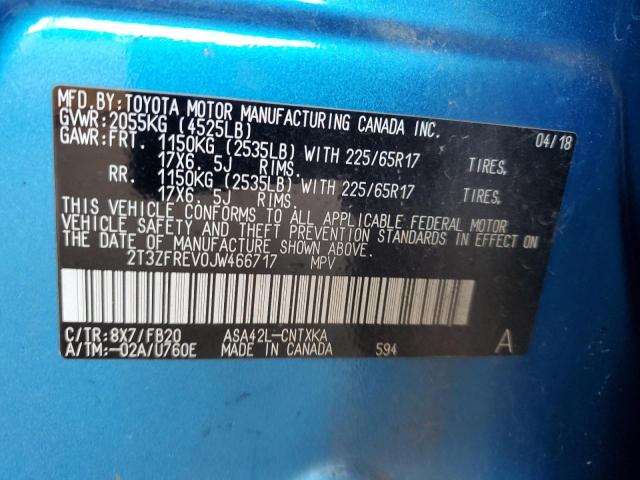 MFD.BY:TOYOTA MOTOR MANUFACTURING CANADA INC.
GVWR:2055KG (4525LB) 04/18
GAWR:FRT. 1150KG (2535LB) WITH 225/65R17 TIRES,
17X6. 5J RIMS.
RR. 1150KG (2535LB) WITH 225/65R17 TIRES,
17X6. 5J RIMS.
THIS VEHICLE CONFORMS TO ALL APPLICABLE FEDERAL MOTOR
VEHICLE SAFETY AND THEFT PREVENTION STANDARDS IN EFFECT ON
THE DATE OF MANUFACTURE SHOWN ABOVE.
2T3ZFREV0JW466717 MPV
C/TR:8X7/FB20 ASA42L-CNTXKA
A/TM:-02A/U760E MADE IN CANADA 594 A